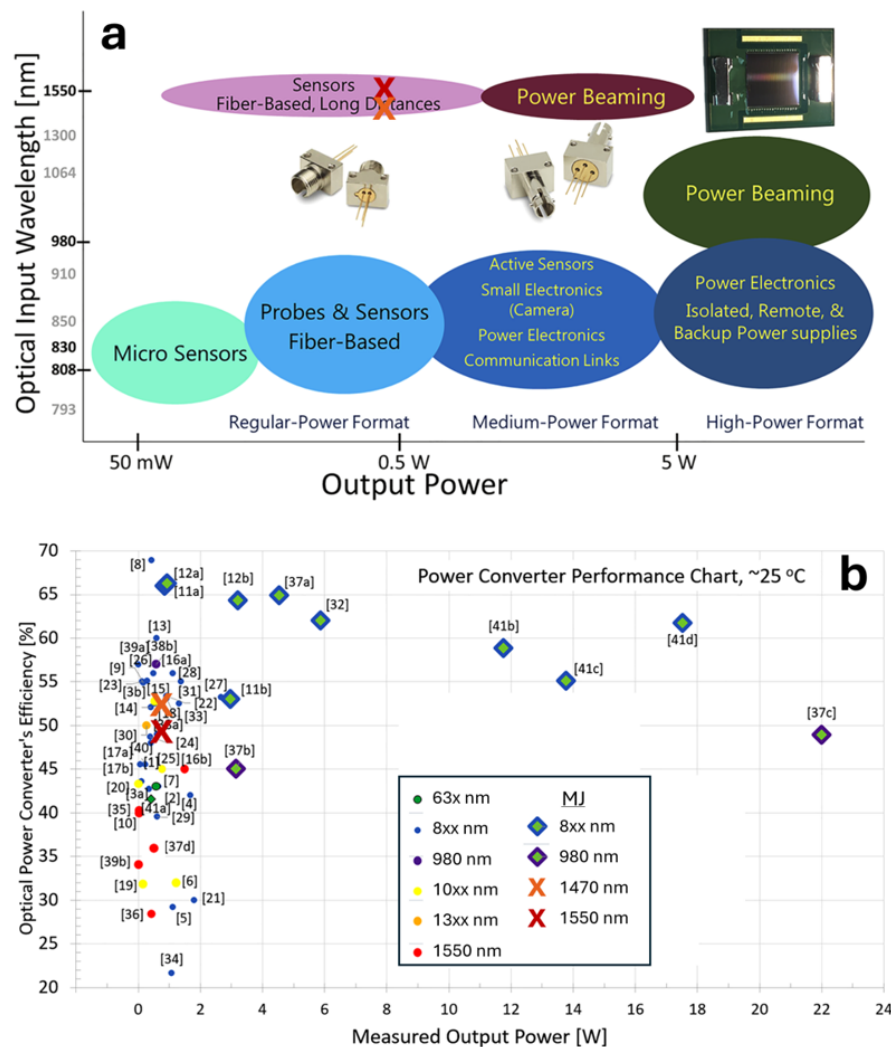 a
Optical Input Wavelength [nm]
1550
1300
1064
980
910
850
830
808
793
Sensors
Fiber-Based, Long Distances
Power Beaming
Power Beaming
Micro Sensors
Probes & Sensors
Fiber-Based
Active Sensors
Small Electronics
(Camera)
Power Electronics
Communication Links
Power Electronics
Isolated, Remote, &
Backup Power supplies
Regular-Power Format
Medium-Power Format
High-Power Format
50 mW
0.5 W
5 W
Output Power
b
Power Converter Performance Chart, ~25 °C
Optical Power Converter's Efficiency [%]
70
65
60
55
50
45
40
35
30
25
20
[8]
[12a]
[11a]
[12b]
[37a]
[32]
[41b]
[41c]
[41d]
[37c]
[13]
[39a]
[38b]
[26]
[16a]
[9]
[28]
[23]
[3b]
[15]
[31]
[27]
[11b]
[14]
[22]
[18]
[33]
[30]
[24]
[40]
[37b]
[17a]
[1]
[25]
[16b]
[17b]
[7]
[20]
[3a]
[2]
[4]
[35]
[41a]
[10]
[29]
[37d]
[39b]
[19]
[6]
[21]
[36]
[5]
[34]
63x nm
8xx nm
980 nm
10xx nm
13xx nm
1550 nm
MJ
8xx nm
980 nm
1470 nm
1550 nm
0 2 4 6 8 10 12 14 16 18 20 22 24
Measured Output Power [W]